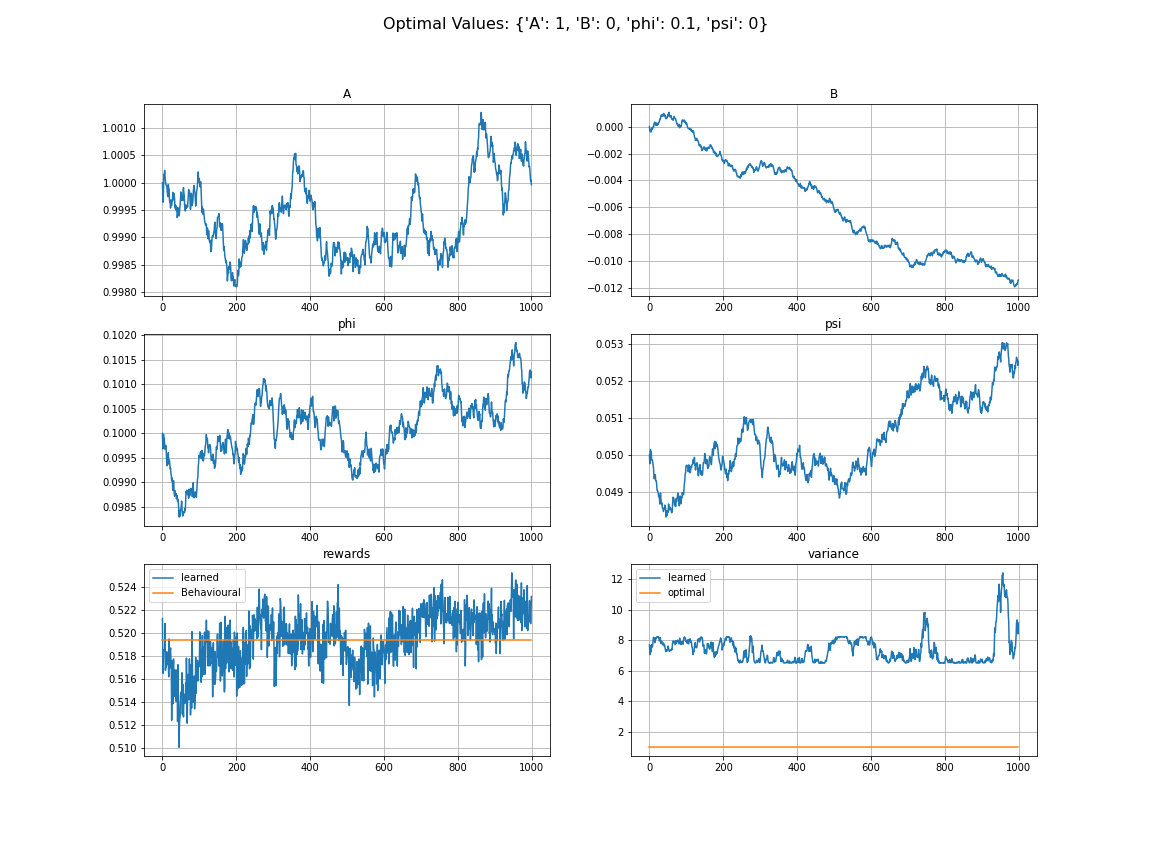 Optimal Values: {'A': 1, 'B': 0, 'phi': 0.1, 'psi': 0}
A
1.0010
1.0005
1.0000
0.9995
0.9990
0.9985
0.9980
0 200 400 600 800 1000
B
0.000
−0.002
−0.004
−0.006
−0.008
−0.010
−0.012
0 200 400 600 800 1000
phi
0.1020
0.1015
0.1010
0.1005
0.1000
0.0995
0.0990
0.0985
0 200 400 600 800 1000
psi
0.053
0.052
0.051
0.050
0.049
0 200 400 600 800 1000
rewards
learned
Behavioural
0.524
0.522
0.520
0.518
0.516
0.514
0.512
0.510
0 200 400 600 800 1000
variance
learned
optimal
12
10
8
6
4
2
0 200 400 600 800 1000